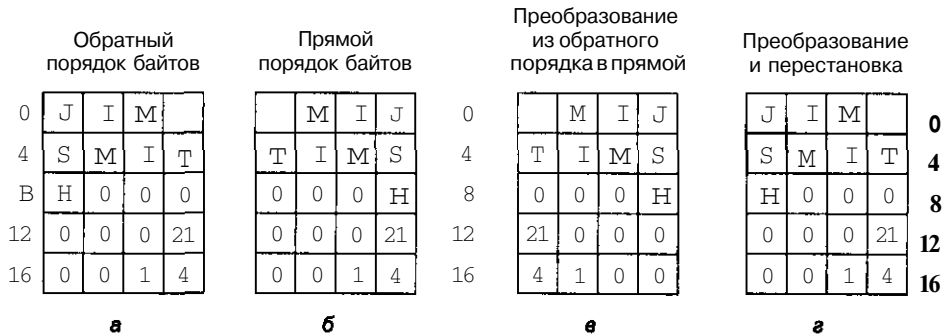 Обратный
порядок байтов
Прямой
порядок байтов
Преобразование
из обратного
порядка в прямой
Преобразование
и перестановка
0 J I M
4 S M I T
B H 0 0 0
12 0 0 0 21
16 0 0 1 4
а
M I J
T I M S
0 0 0 H
0 0 0 21
0 0 1 4
б
0 M I J
4 T I M S
8 0 0 0 H
12 21 0 0 0
16 4 1 0 0
в
J I M 0
S M I T 4
H 0 0 0 8
0 0 0 21 12
0 0 1 4 16
г